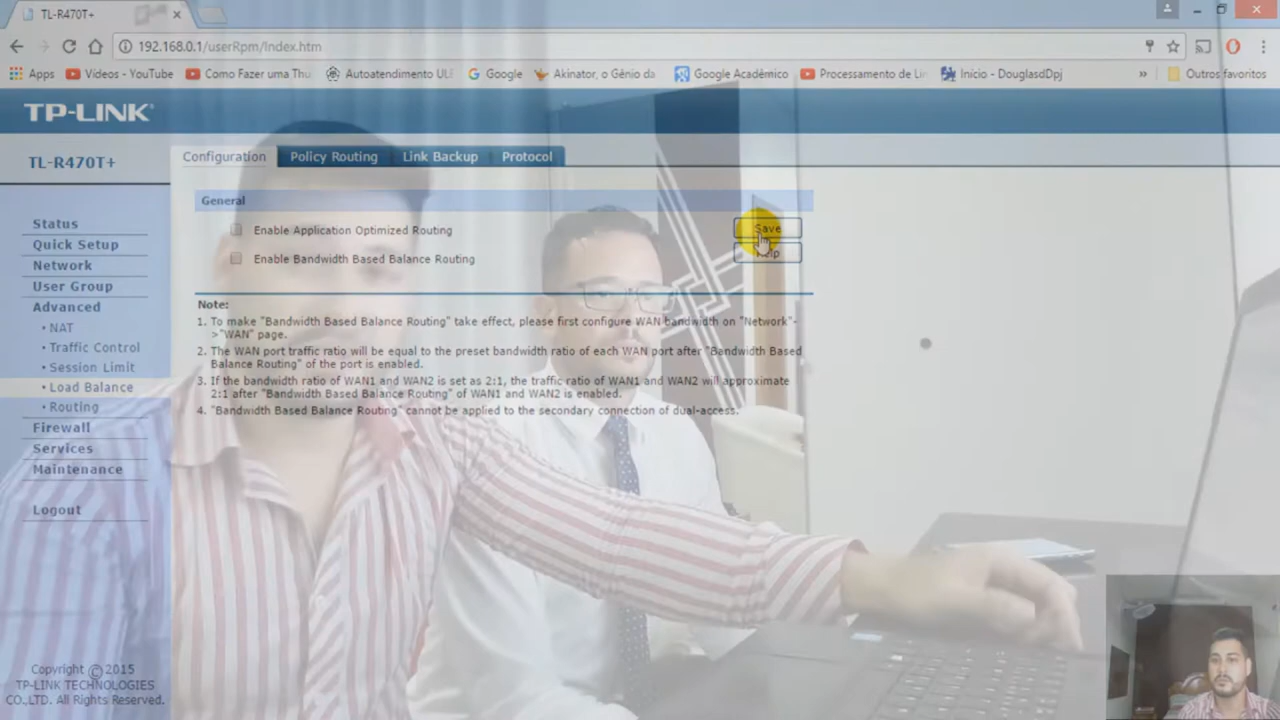 TL-R470T+
192.168.0.1/userRpm/Index.htm
Apps
Vídeos - YouTube
Como Fazer uma Thu
Autoatendimento ULF
Google
Akinator, o Gênio da
Google Acadêmico
Processamento de Lin
Início - DouglasdDpj
»
Outros favoritos
TP-LINK
TL-R470T+
Configuration
Policy Routing
Link Backup
Protocol
Status
Quick Setup
Network
User Group
Advanced
• NAT
• Traffic Control
• Session Limit
• Load Balance
• Routing
Firewall
Services
Maintenance
Logout
General
Enable Application Optimized Routing
Save
Enable Bandwidth Based Balance Routing
Note:
1. To make "Bandwidth Based Balance Routing" take effect, please first configure WAN bandwidth on "Network"-
>"WAN" page.
2. The WAN port traffic ratio will be equal to the preset bandwidth ratio of each WAN port after "Bandwidth Based
Balance Routing" of the port is enabled.
3. If the bandwidth ratio of WAN1 and WAN2 is set as 2:1, the traffic ratio of WAN1 and WAN2 will approximate
2:1 after "Bandwidth Based Balance Routing" of WAN1 and WAN2 is enabled.
4. "Bandwidth Based Balance Routing" cannot be applied to the secondary connection of dual-access.
Copyright © 2015
TP-LINK TECHNOLOGIES
CO.,LTD. All Rights Reserved.